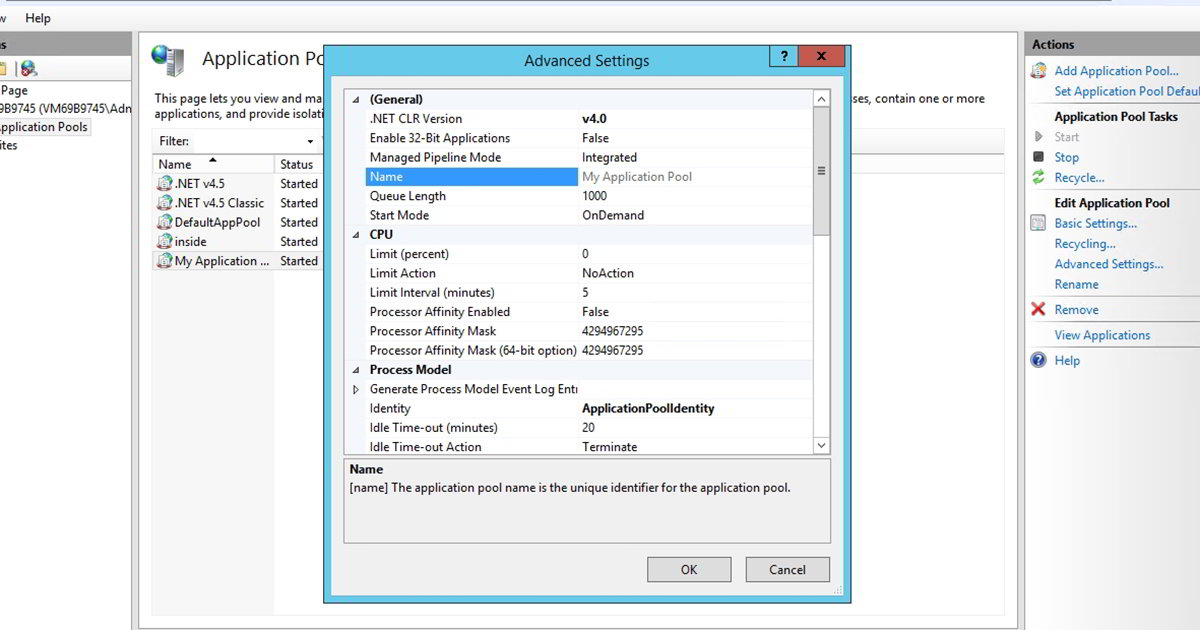 Help
Page
9B9745 (VM69B9745\Adn
pplication Pools
ites
Application Po
This page lets you view and ma
ses, contain one or more
applications, and provide isolati
Filter:
Name Status
.NET v4.5 Started
.NET v4.5 Classic Started
DefaultAppPool Started
inside Started
My Application ... Started
Advanced Settings
? X
(General)
.NET CLR Version v4.0
Enable 32-Bit Applications False
Managed Pipeline Mode Integrated
Name My Application Pool
Queue Length 1000
Start Mode OnDemand
CPU
Limit (percent) 0
Limit Action NoAction
Limit Interval (minutes) 5
Processor Affinity Enabled False
Processor Affinity Mask 4294967295
Processor Affinity Mask (64-bit option) 4294967295
Process Model
Generate Process Model Event Log Entr
Identity ApplicationPoolIdentity
Idle Time-out (minutes) 20
Idle Time-out Action Terminate
Name
[name] The application pool name is the unique identifier for the application pool.
OK Cancel
Actions
Add Application Pool...
Set Application Pool Defaul
Application Pool Tasks
Start
Stop
Recycle...
Edit Application Pool
Basic Settings...
Recycling...
Advanced Settings...
Rename
Remove
View Applications
Help